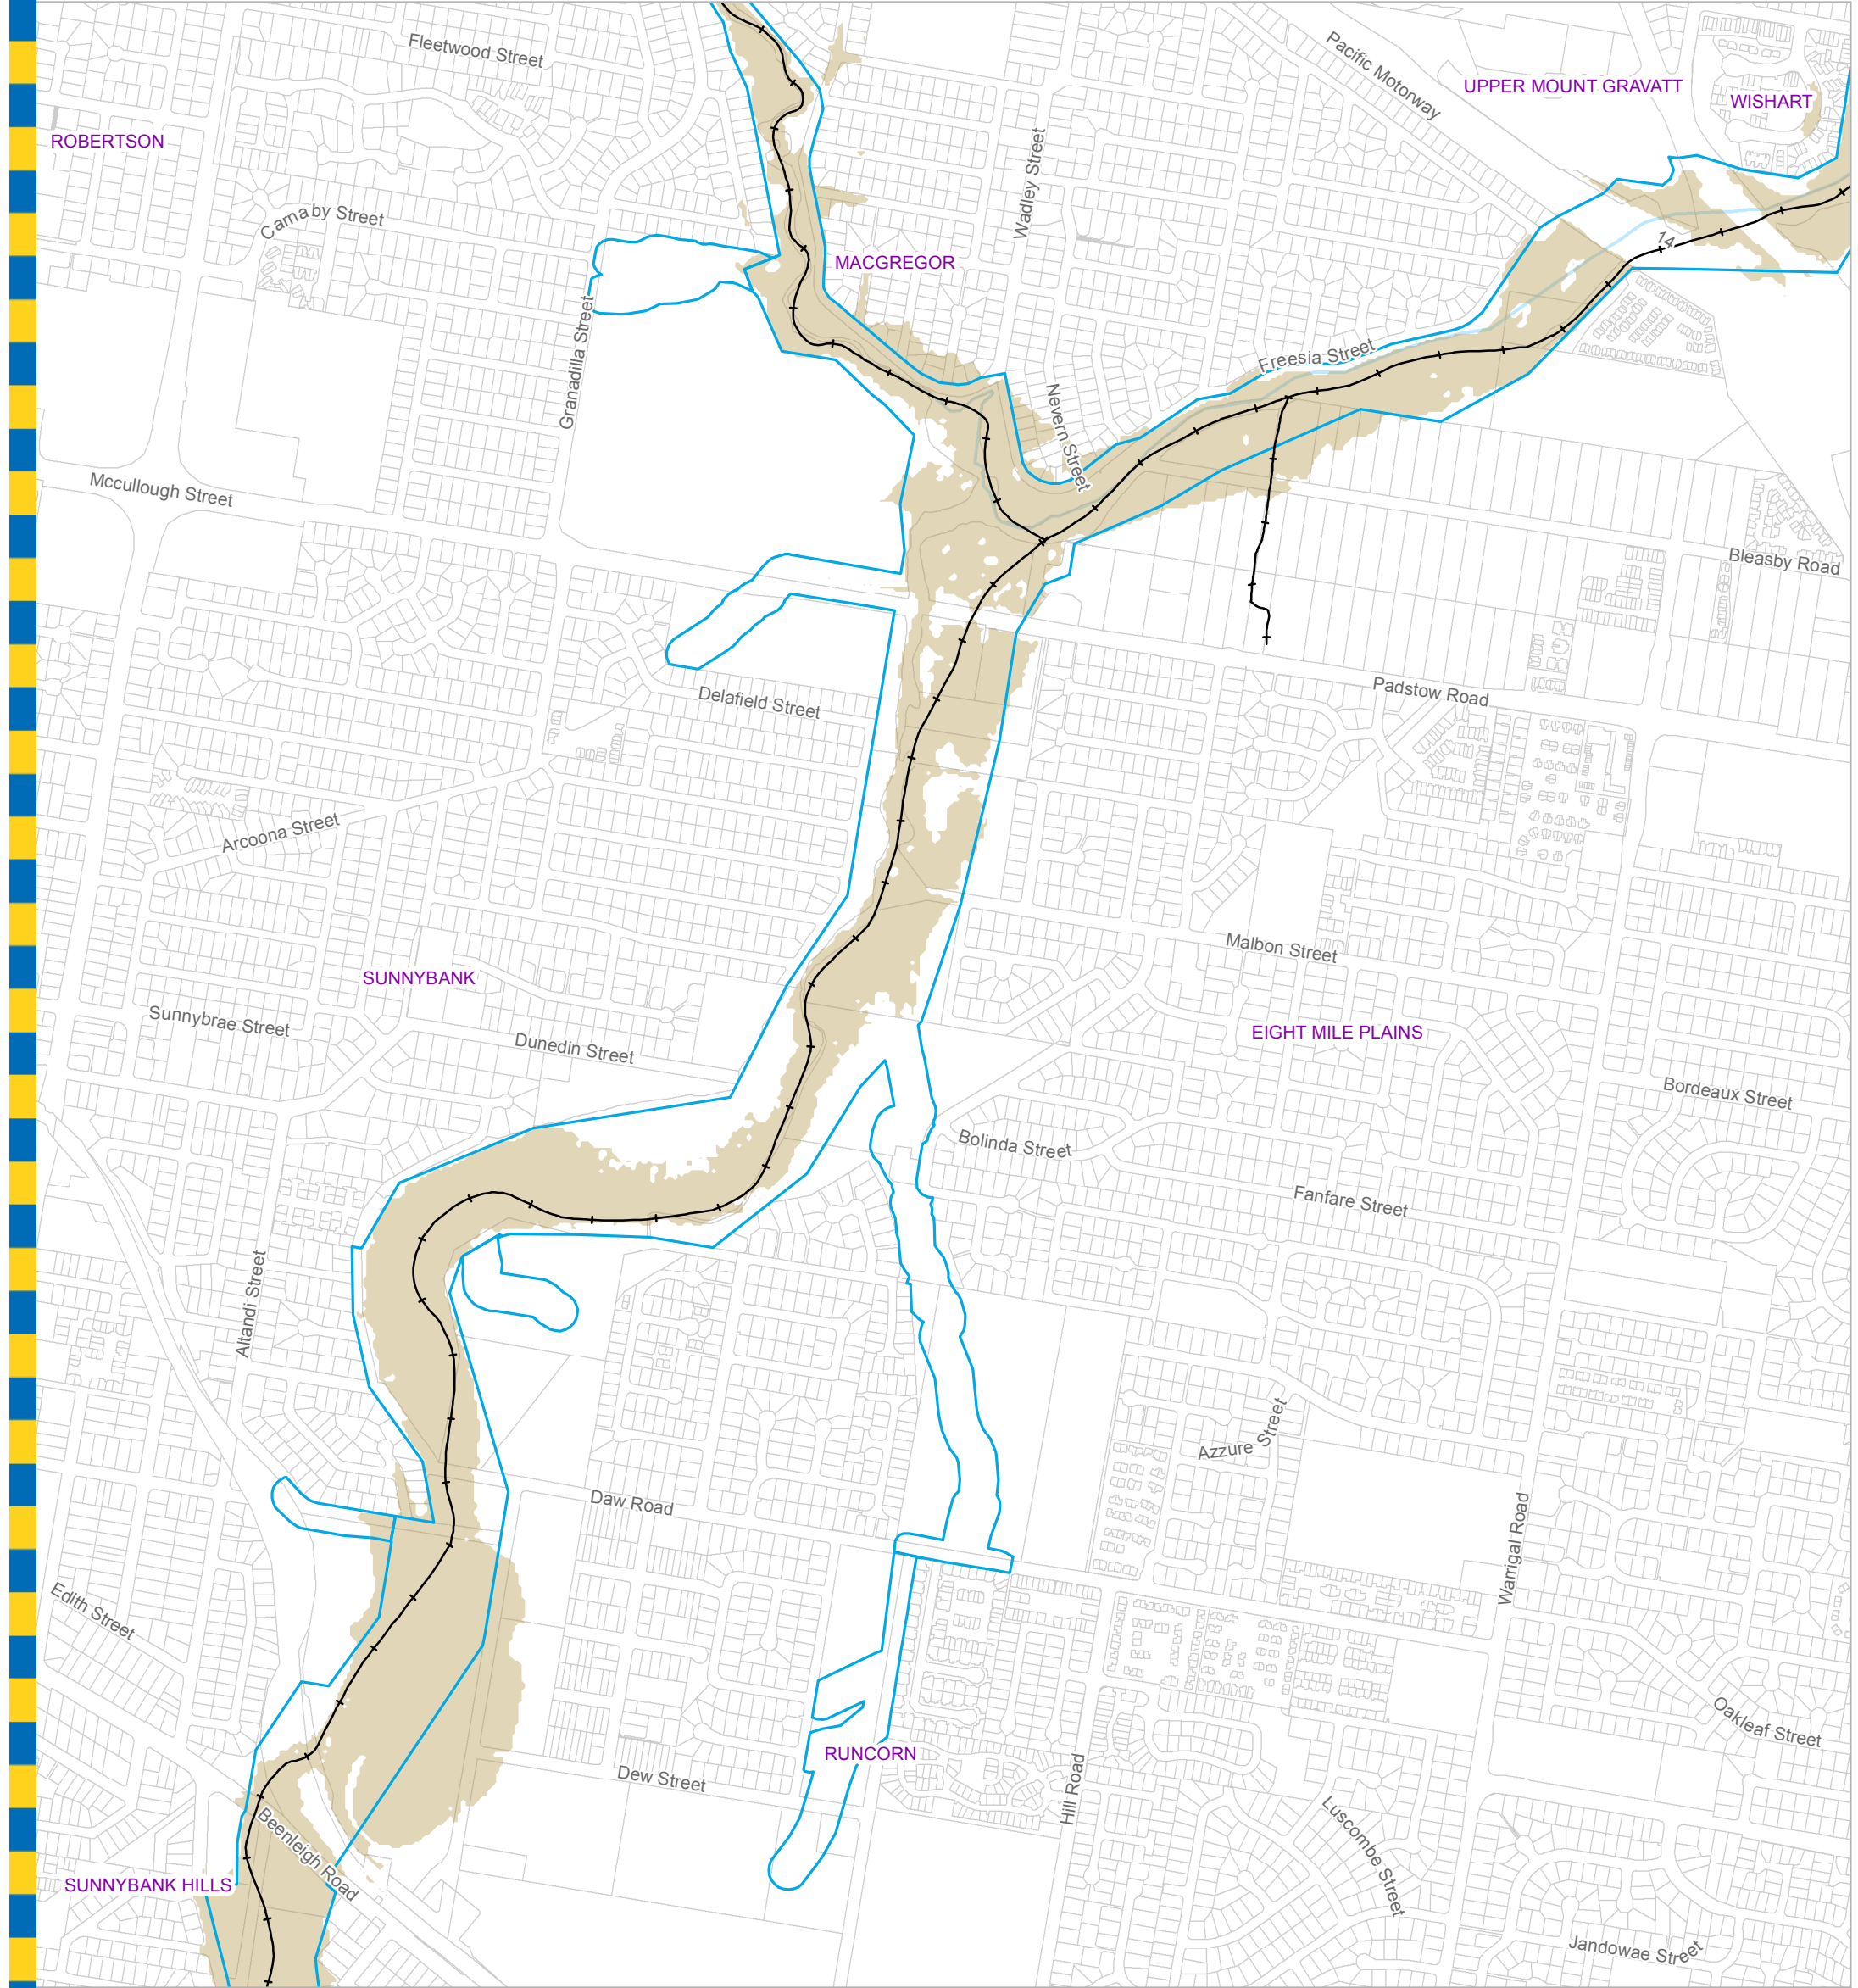 Fleetwood Street
Pacific Motorway
UPPER MOUNT GRAVATT
WISHART
ROBERTSON
Wadley Street
Carnaby Street
14
MACGREGOR
Granadilla Street
Freesia Street
Nevern Street
Mccullough Street
Bleasby Road
Padstow Road
Delafield Street
Arcoona Street
Malbon Street
SUNNYBANK
Sunnybrae Street
EIGHT MILE PLAINS
Dunedin Street
Bordeaux Street
Bolinda Street
Fanfare Street
Altandi Street
Azzure Street
Daw Road
Warrigal Road
Edith Street
Oakleaf Street
RUNCORN
Dew Street
Hill Road
Beenleigh Road
Luscombe Street
SUNNYBANK HILLS
Jandowae Street